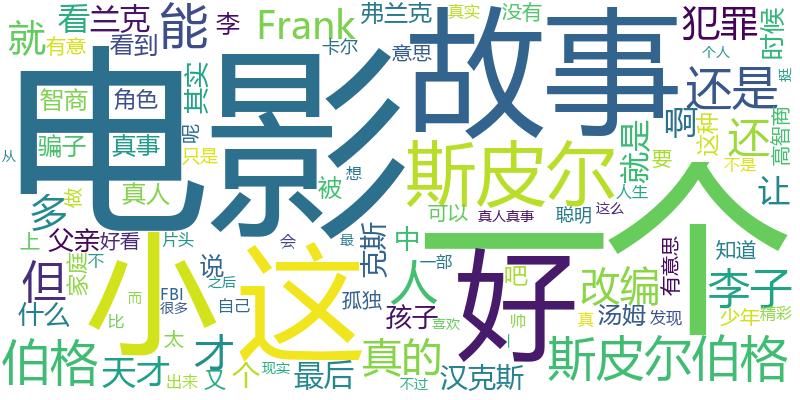 看 兰克 能 李 Frank 弗兰克 真实 没有 犯罪 时候
就 有意 看到 卡尔 意思 个人 挺
电影 故事 还是
智商 角色 其实 啊 这种 高智商
骗子 真事 呢 只是 斯皮尔 就是 还
从 做 想 要 不是
多 真人 被 可以 真人真事 聪明 人生 这么 让
上 父亲 好看 片头 会 最 克斯 中 一部 一个 知道
家庭 不 小 这 好 吧 有意思
但 说 人 改编 李子
FBI 之后 自己 孤独
什么 比 而 很多 孩子 喜欢 帅 一 真 汤姆 发现 少年 精彩
伯格 天才 太 才 真的 斯皮尔伯格
出来 又 个 现实 最后 不过 汉克斯